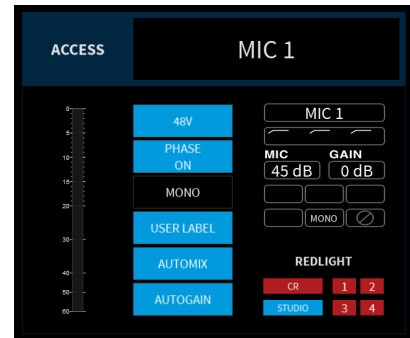 ACCESS
MIC 1
0
5
10
15
20
30
40
50
60
48V
PHASE
ON
MONO
USER LABEL
AUTOMIX
AUTOGAIN
MIC 1
MIC GAIN
45 dB 0 dB
MONO
REDLIGHT
CR 1 2
STUDIO 3 4